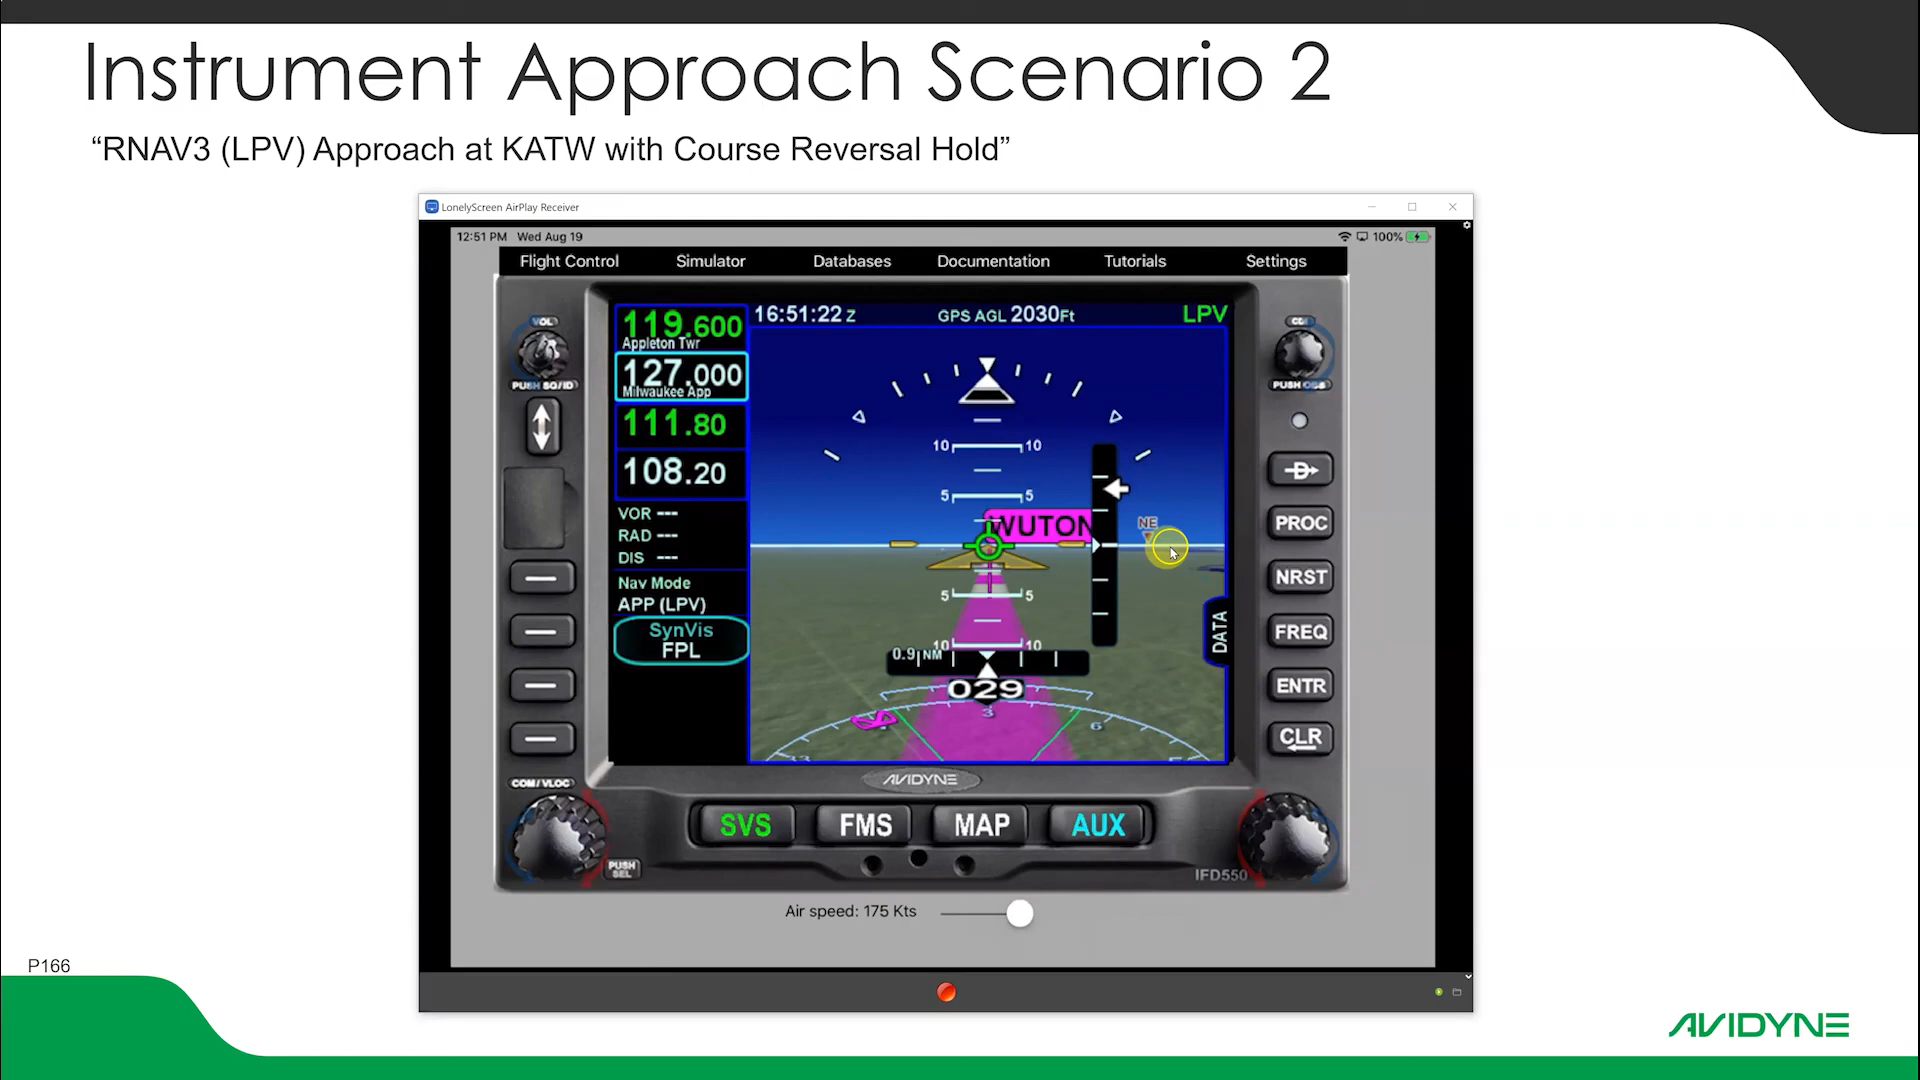 Instrument Approach Scenario 2
“RNAV3 (LPV) Approach at KATW with Course Reversal Hold”
LonelyScreen AirPlay Receiver
12:51 PM Wed Aug 19
100%
Flight Control Simulator Databases Documentation Tutorials Settings
VOL
PUSH SQ/ID
119.600
Appleton Twr
127.000
Milwaukee App
111.80
108.20
VOR ---
RAD ---
DIS ---
Nav Mode
APP (LPV)
SynVis
FPL
16:51:22 Z GPS AGL 2030Ft LPV
10 10
5 5
WUTON
NE
5 5
10 10
0.9 NM
029
3
6
33
DATA
CDI
PUSH OBS
D
PROC
NRST
FREQ
ENTR
CLR
AVIDYNE
COM/VLOC
PUSH SEL
SVS FMS MAP AUX
IFD550
Air speed: 175 Kts
P166
AVIDYNE